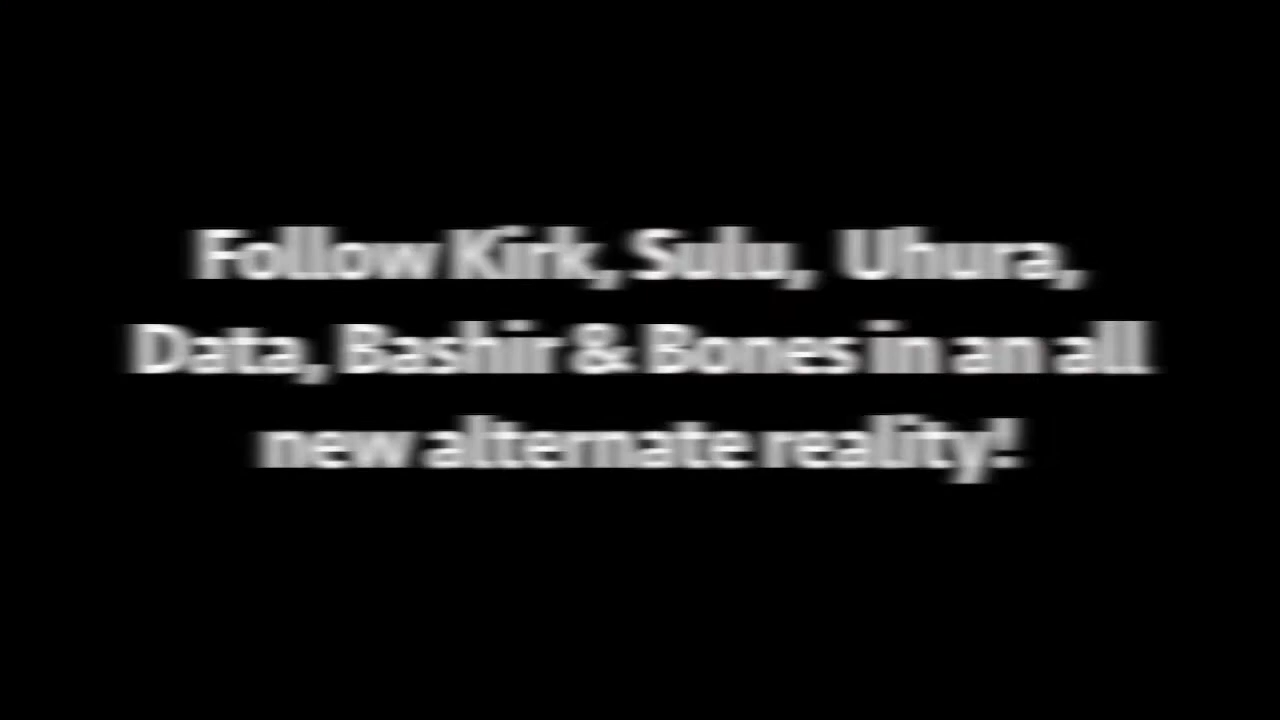 Follow Kirk, Sulu, Uhura,
Data, Bashir & Bones in an all
new alternate reality!